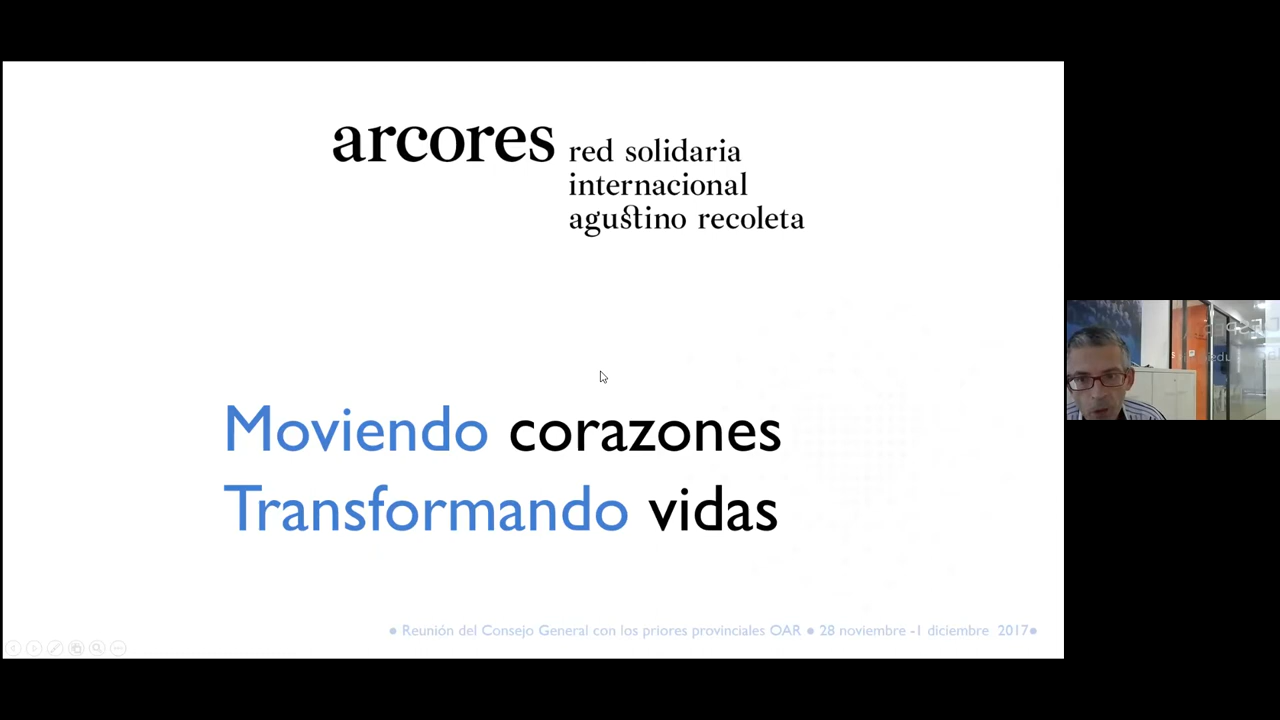 arcores
red solidaria
internacional
agustino recoleta
Moviendo corazones
Transformando vidas
● Reunión del Consejo General con los priores provinciales OAR ● 28 noviembre -1 diciembre 2017●